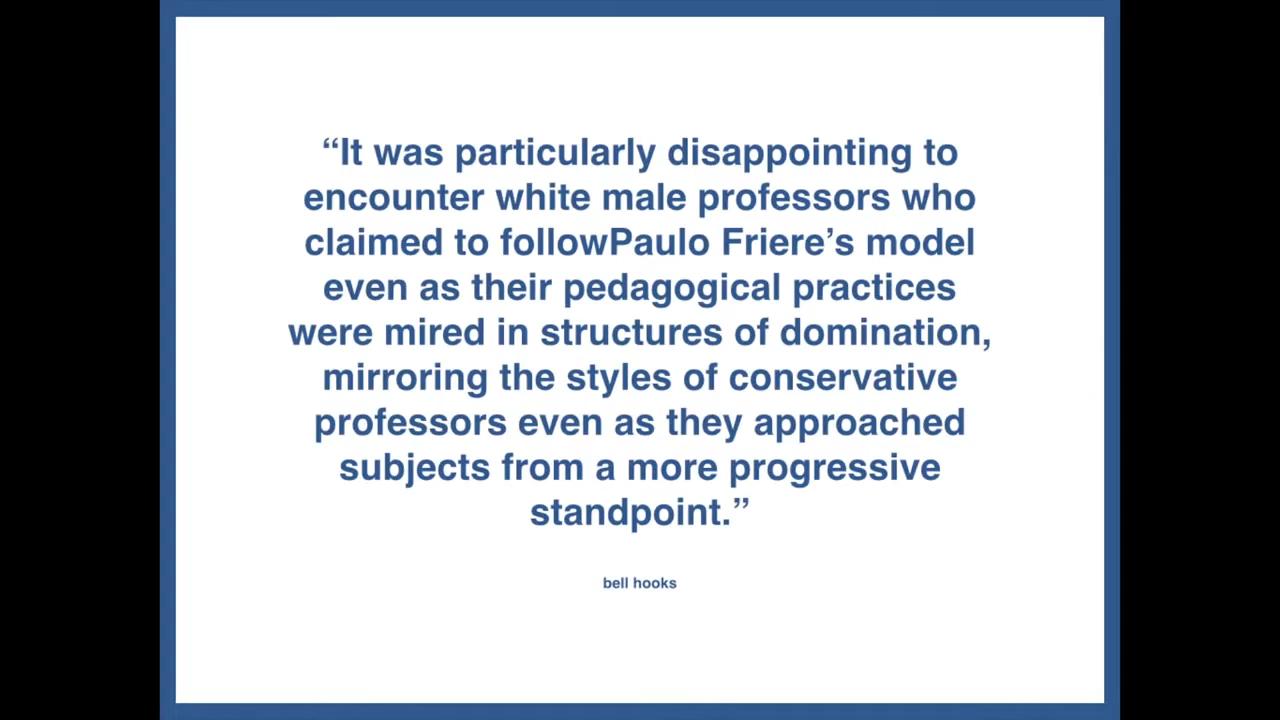 “It was particularly disappointing to
encounter white male professors who
claimed to followPaulo Friere’s model
even as their pedagogical practices
were mired in structures of domination,
mirroring the styles of conservative
professors even as they approached
subjects from a more progressive
standpoint.”
bell hooks